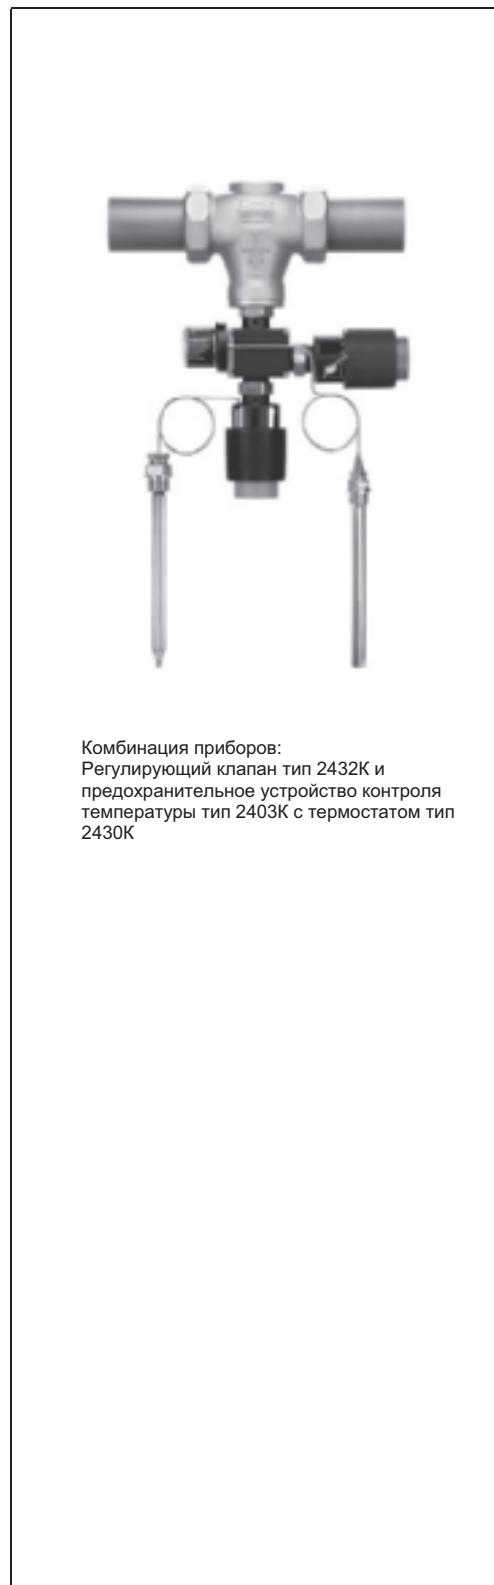 Комбинация приборов:
Регулирующий клапан тип 2432К и
предохранительное устройство контроля
температуры тип 2403К с термостатом тип
2430К